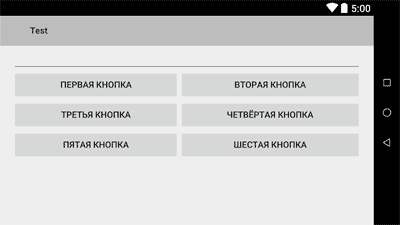 5:00
Test
ПЕРВАЯ КНОПКА ВТОРАЯ КНОПКА
ТРЕТЬЯ КНОПКА ЧЕТВЁРТАЯ КНОПКА
ПЯТАЯ КНОПКА ШЕСТАЯ КНОПКА